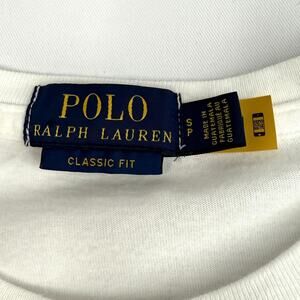 POLO
RALPH LAUREN
CLASSIC FIT
S
P
MADE IN
GUATEMALA
FABRIQUÉ AU
GUATEMALA